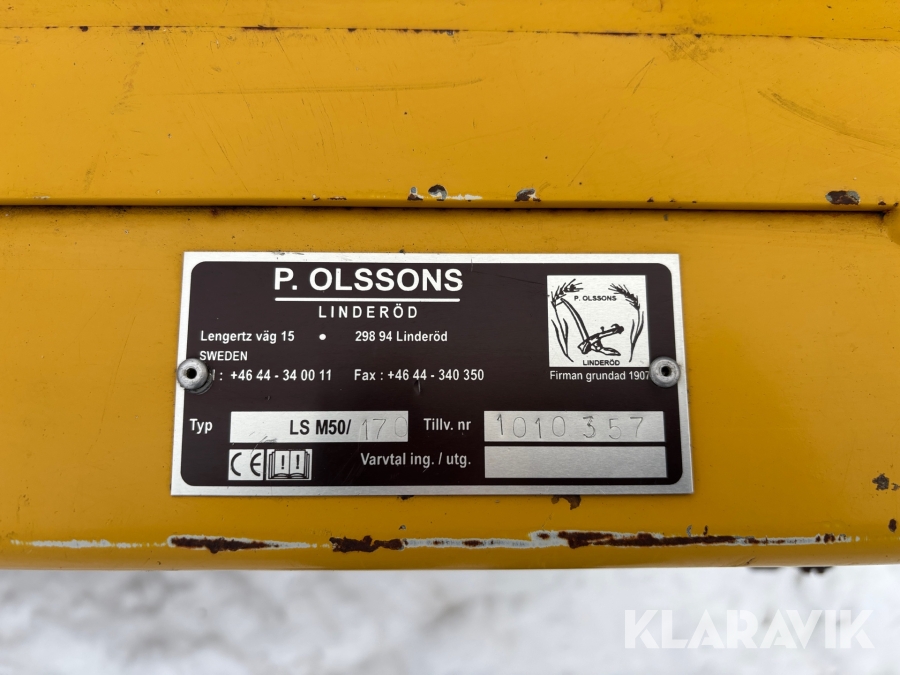 P. OLSSONS
LINDERÖD
Lengertz väg 15 • 298 94 Linderöd
SWEDEN
: +46 44 - 34 00 11 Fax : +46 44 - 340 350
P. OLSSONS
LINDERÖD
Firman grundad 1907
Typ LS M50/170 Tillv. nr 1010357
CE
Varvtal ing. / utg.
KLARAVIK